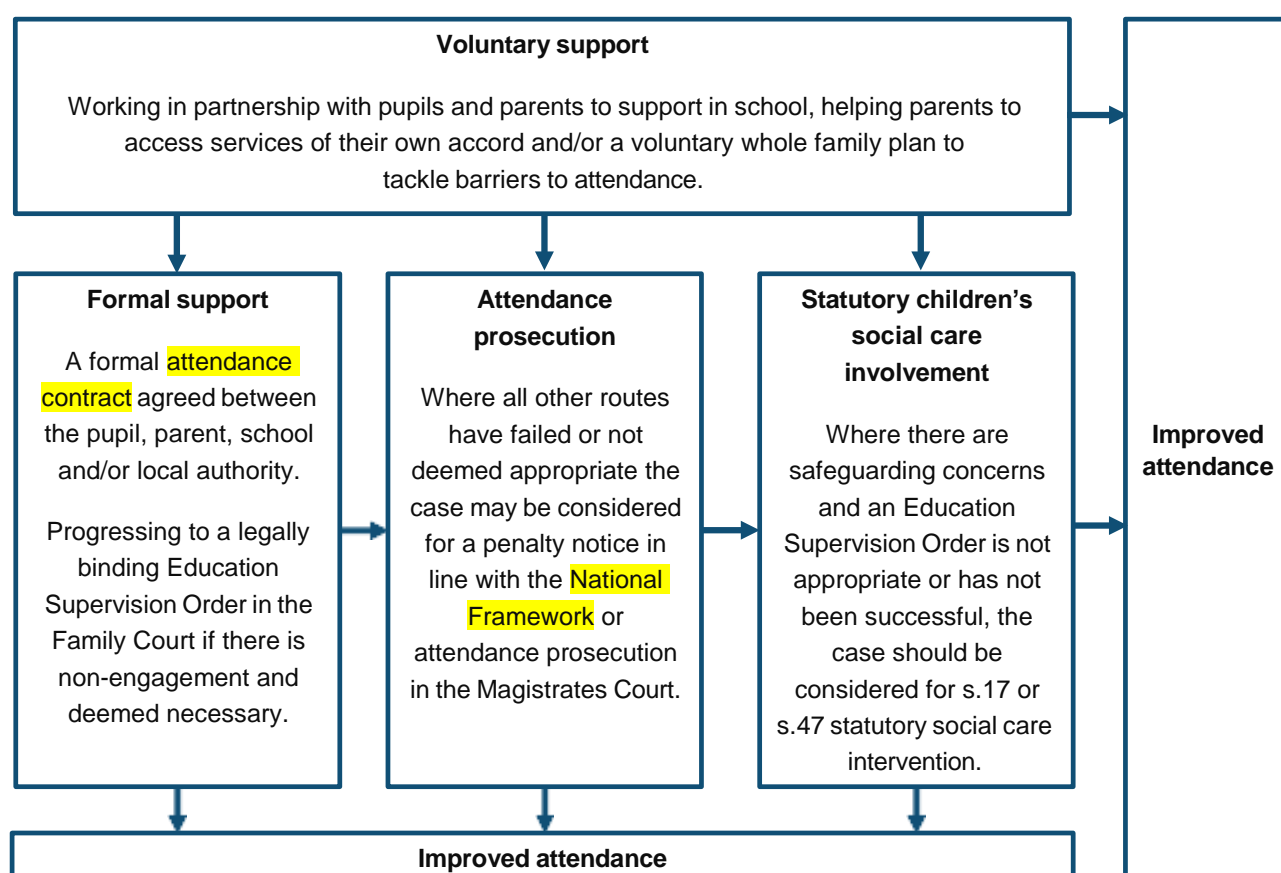 Voluntary support
Working in partnership with pupils and parents to support in school, helping parents to
access services of their own accord and/or a voluntary whole family plan to
tackle barriers to attendance.
Formal support
A formal attendance
contract agreed between
the pupil, parent, school
and/or local authority.
Progressing to a legally
binding Education
Supervision Order in the
Family Court if there is
non-engagement and
deemed necessary.
Attendance
prosecution
Where all other routes
have failed or not
deemed appropriate the
case may be considered
for a penalty notice in
line with the National
Framework or
attendance prosecution
in the Magistrates Court.
Statutory children’s
social care
involvement
Where there are
safeguarding concerns
and an Education
Supervision Order is not
appropriate or has not
been successful, the
case should be
considered for s.17 or
s.47 statutory social care
intervention.
Improved
attendance
Improved attendance